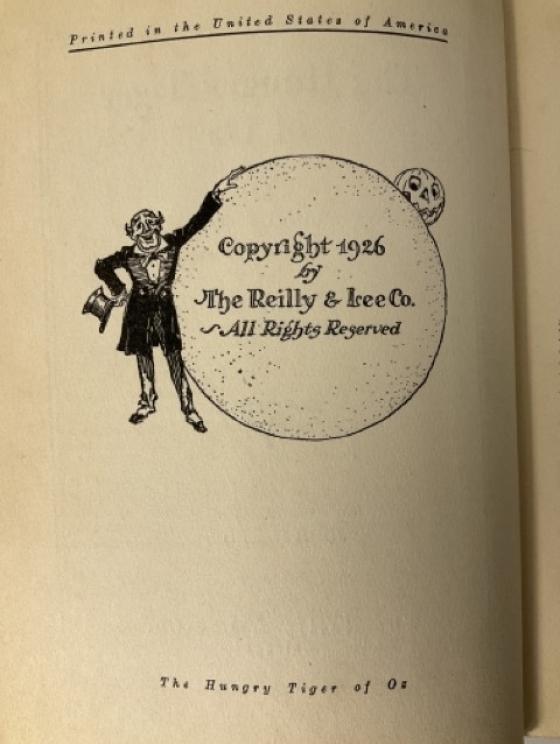 Printed in the United States of America
Copyright 1926
by
The Reilly & Lee Co.
All Rights Reserved
The Hungry Tiger of Oz